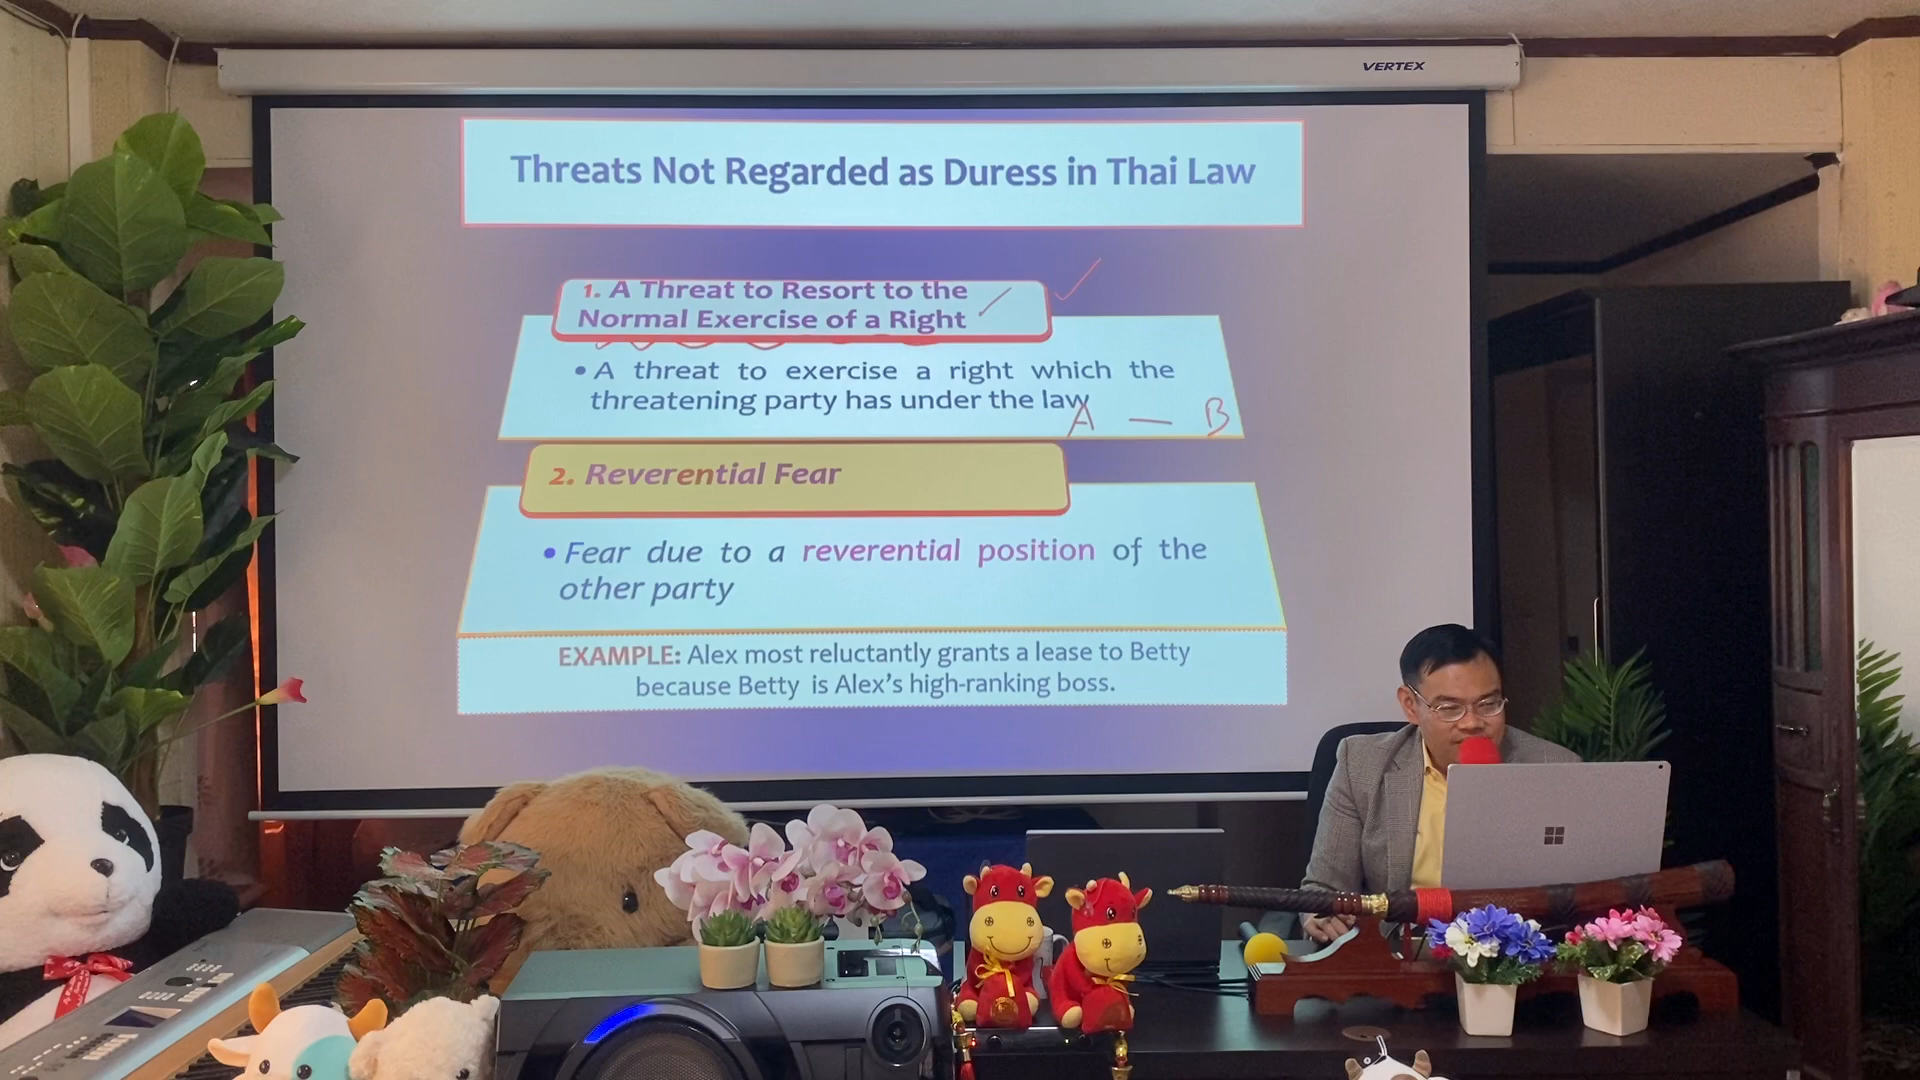 VERTEX
Threats Not Regarded as Duress in Thai Law
1. A Threat to Resort to the
Normal Exercise of a Right
• A threat to exercise a right which the
threatening party has under the law
A — B
2. Reverential Fear
• Fear due to a reverential position of the
other party
EXAMPLE: Alex most reluctantly grants a lease to Betty
because Betty is Alex's high-ranking boss.